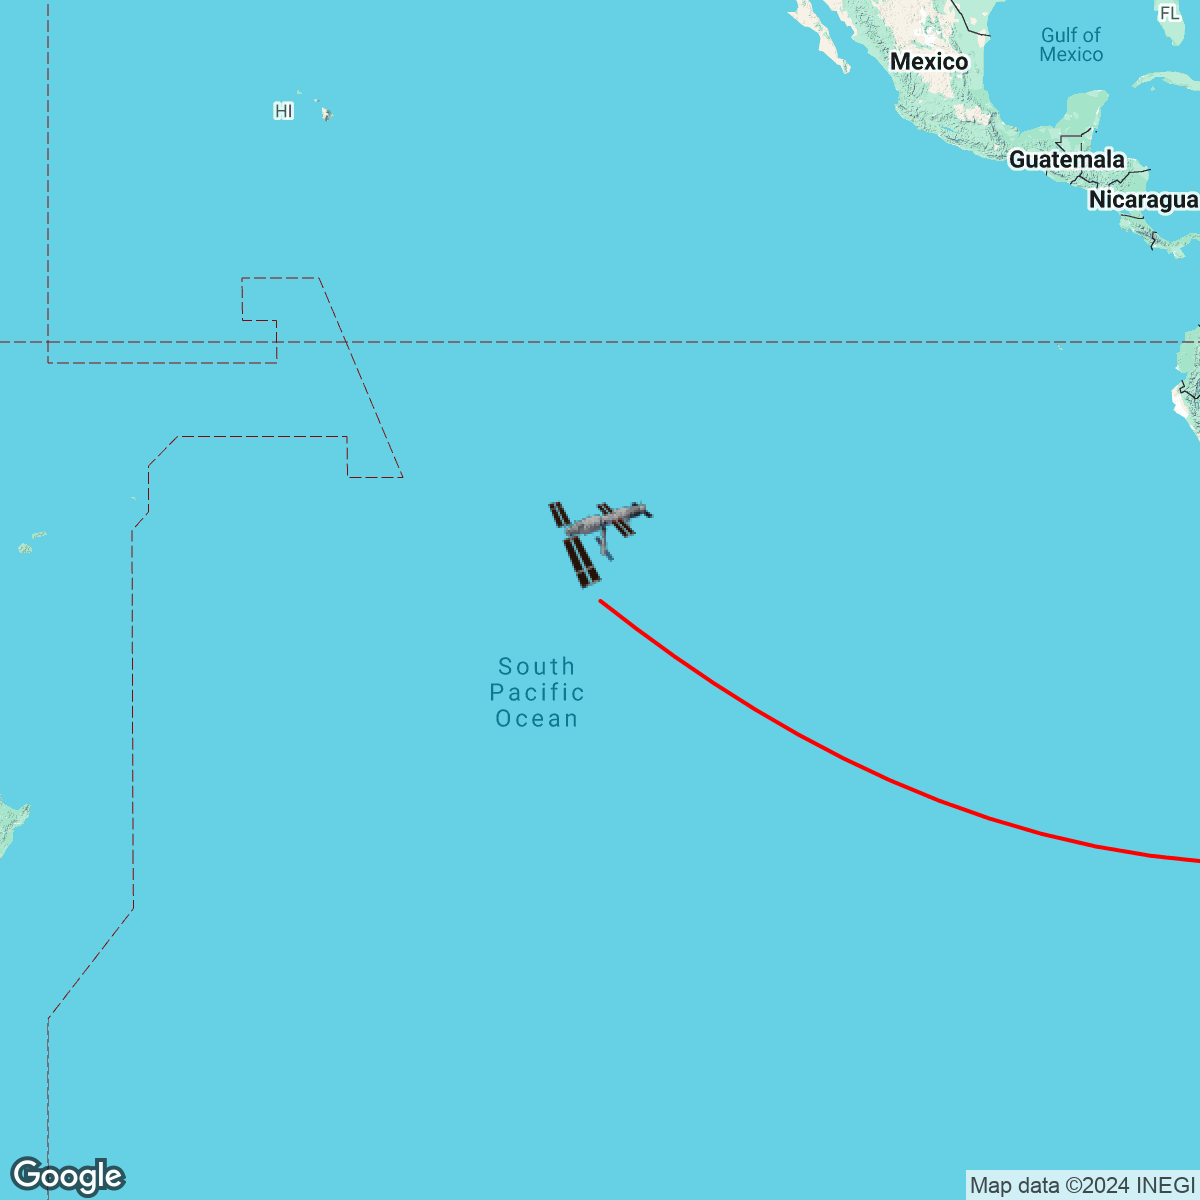 FL
Gulf of
Mexico
Mexico
HI
Guatemala
Nicaragua
South
Pacific
Ocean
Google
Map data ©2024 INEGI